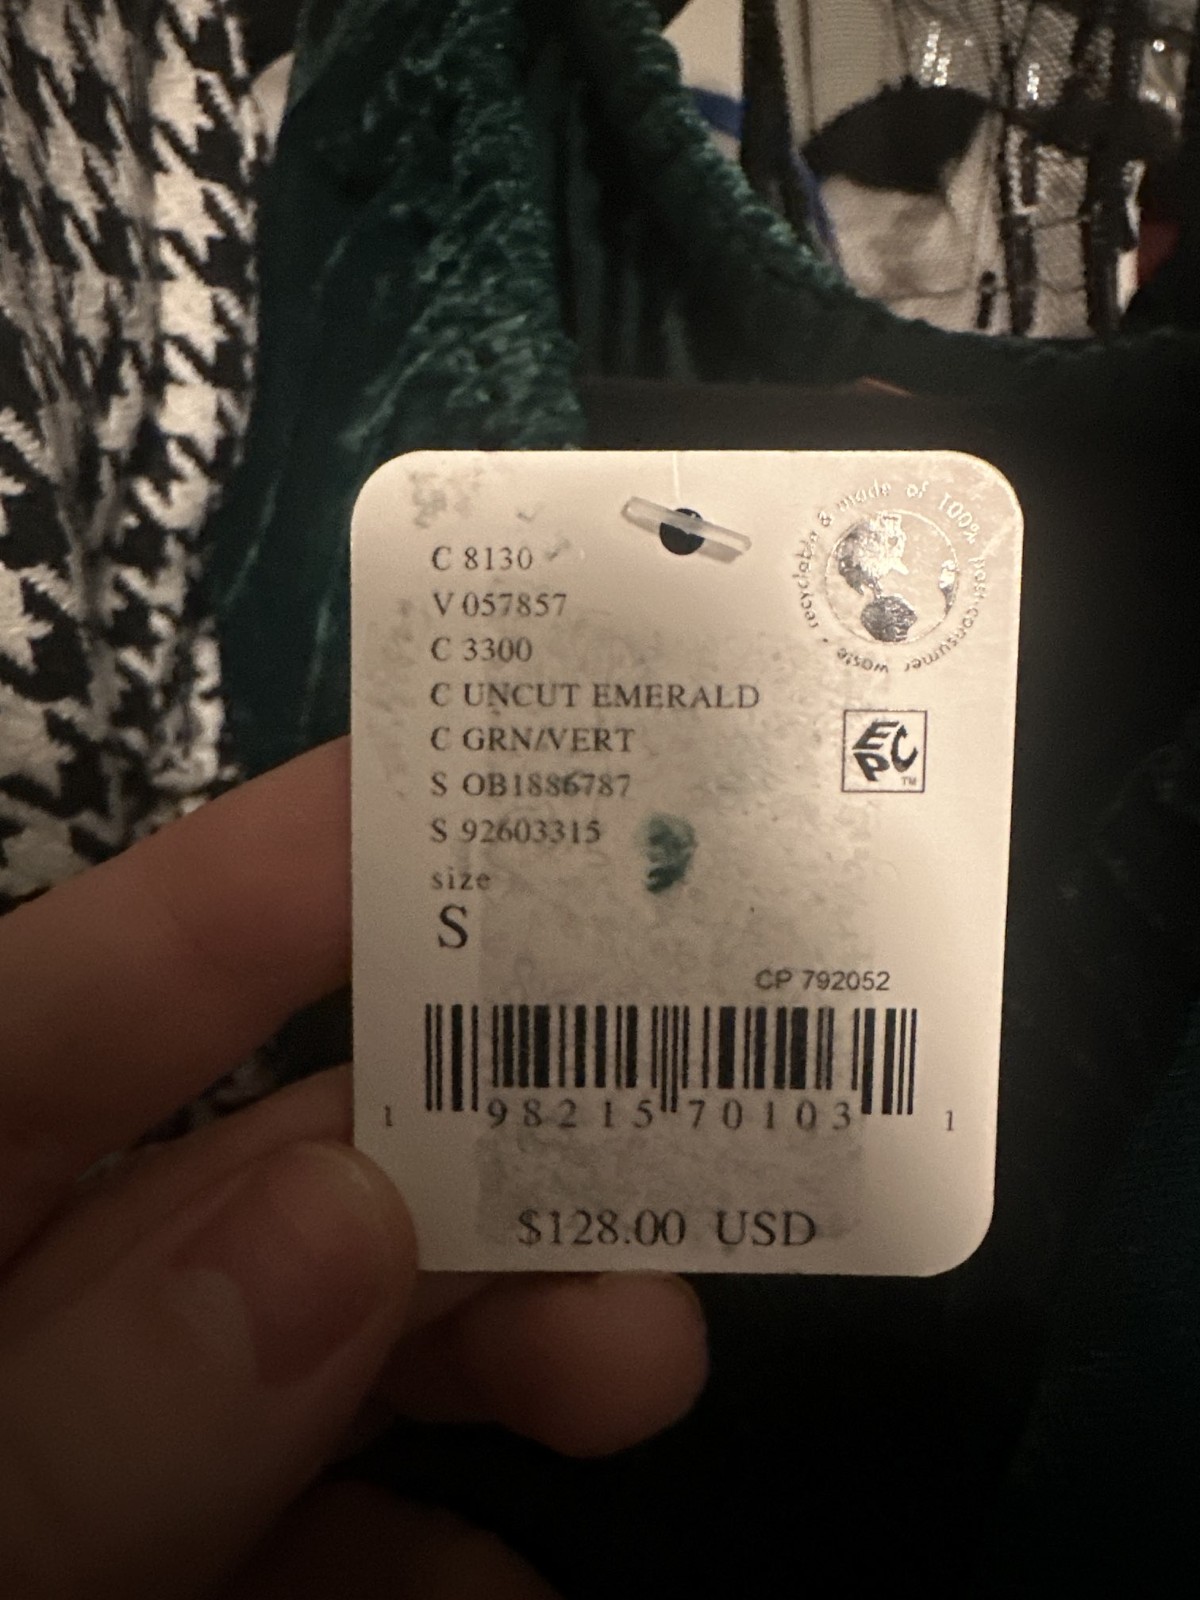 C 8130
V 057857
C 3300
C UNCUT EMERALD
C GRN/VERT
S OB1886787
S 92603315
size
S
recyclable & made of 100% post-consumer waste
EPC™
CP 792052
1 98215 70103 1
$128.00 USD